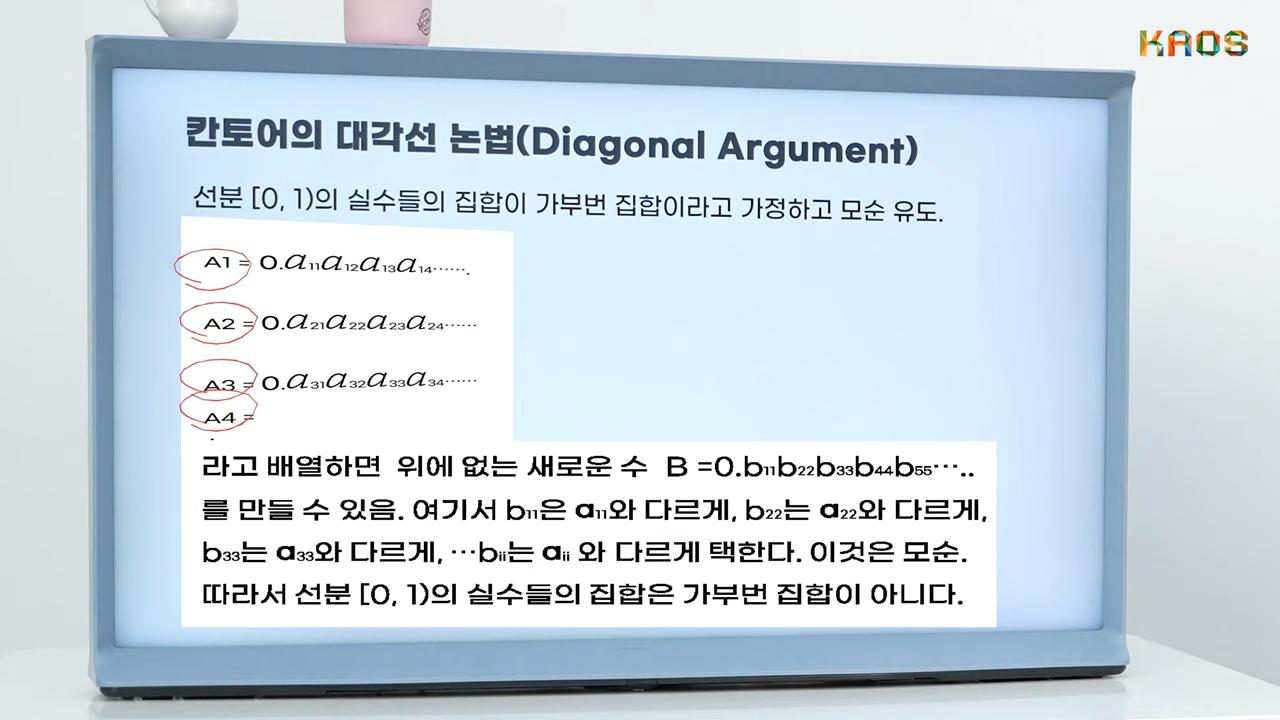 KAOS
칸토어의 대각선 논법(Diagonal Argument)
선분 [0, 1)의 실수들의 집합이 가부번 집합이라고 가정하고 모순 유도.
A1 = 0.a₁₁a₁₂a₁₃a₁₄…….
A2 = 0.a₂₁a₂₂a₂₃a₂₄……
A3 = 0.a₃₁a₃₂a₃₃a₃₄……
A4 =
라고 배열하면 위에 없는 새로운 수 B =0.b₁₁b₂₂b₃₃b₄₄b₅₅…..
를 만들 수 있음. 여기서 b₁₁은 a₁₁와 다르게, b₂₂는 a₂₂와 다르게,
b₃₃는 a₃₃와 다르게, …bᵢᵢ는 aᵢᵢ 와 다르게 택한다. 이것은 모순.
따라서 선분 [0, 1)의 실수들의 집합은 가부번 집합이 아니다.